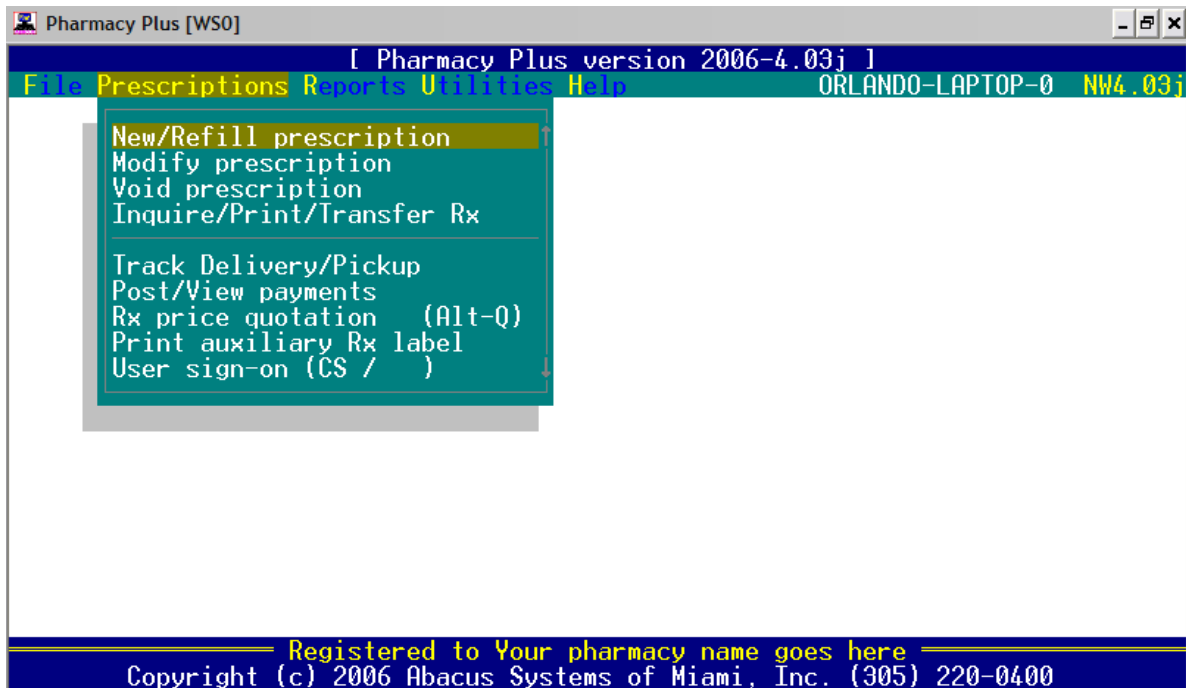 Pharmacy Plus [WS0]
[ Pharmacy Plus version 2006-4.03j ]
File Prescriptions Reports Utilities Help ORLANDO-LAPTOP-0 NW4.03j
New/Refill prescription ↑
Modify prescription
Void prescription
Inquire/Print/Transfer Rx
Track Delivery/Pickup
Post/View payments
Rx price quotation (Alt-Q)
Print auxiliary Rx label
User sign-on (CS / ) ↓
Registered to Your pharmacy name goes here
Copyright (c) 2006 Abacus Systems of Miami, Inc. (305) 220-0400